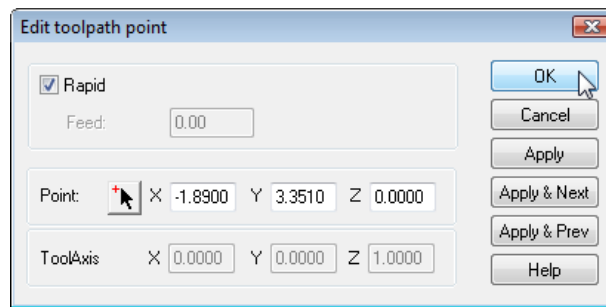 Edit toolpath point
Rapid
Feed: 0.00
Point: X -1.8900 Y 3.3510 Z 0.0000
ToolAxis X 0.0000 Y 0.0000 Z 1.0000
OK
Cancel
Apply
Apply & Next
Apply & Prev
Help